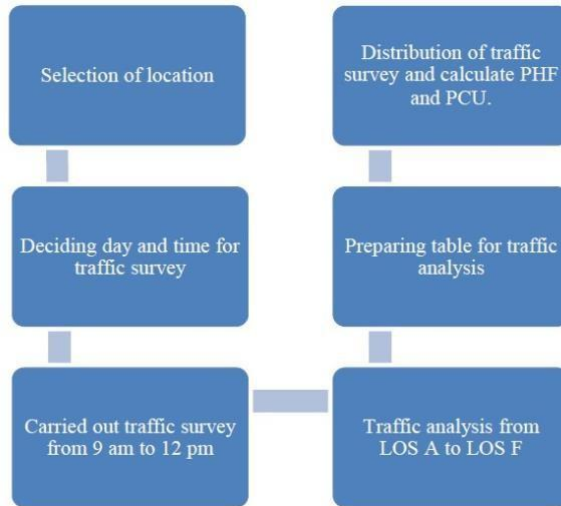 Selection of location
Deciding day and time for
traffic survey
Carried out traffic survey
from 9 am to 12 pm
Traffic analysis from
LOS A to LOS F
Preparing table for traffic
analysis
Distribution of traffic
survey and calculate PHF
and PCU.